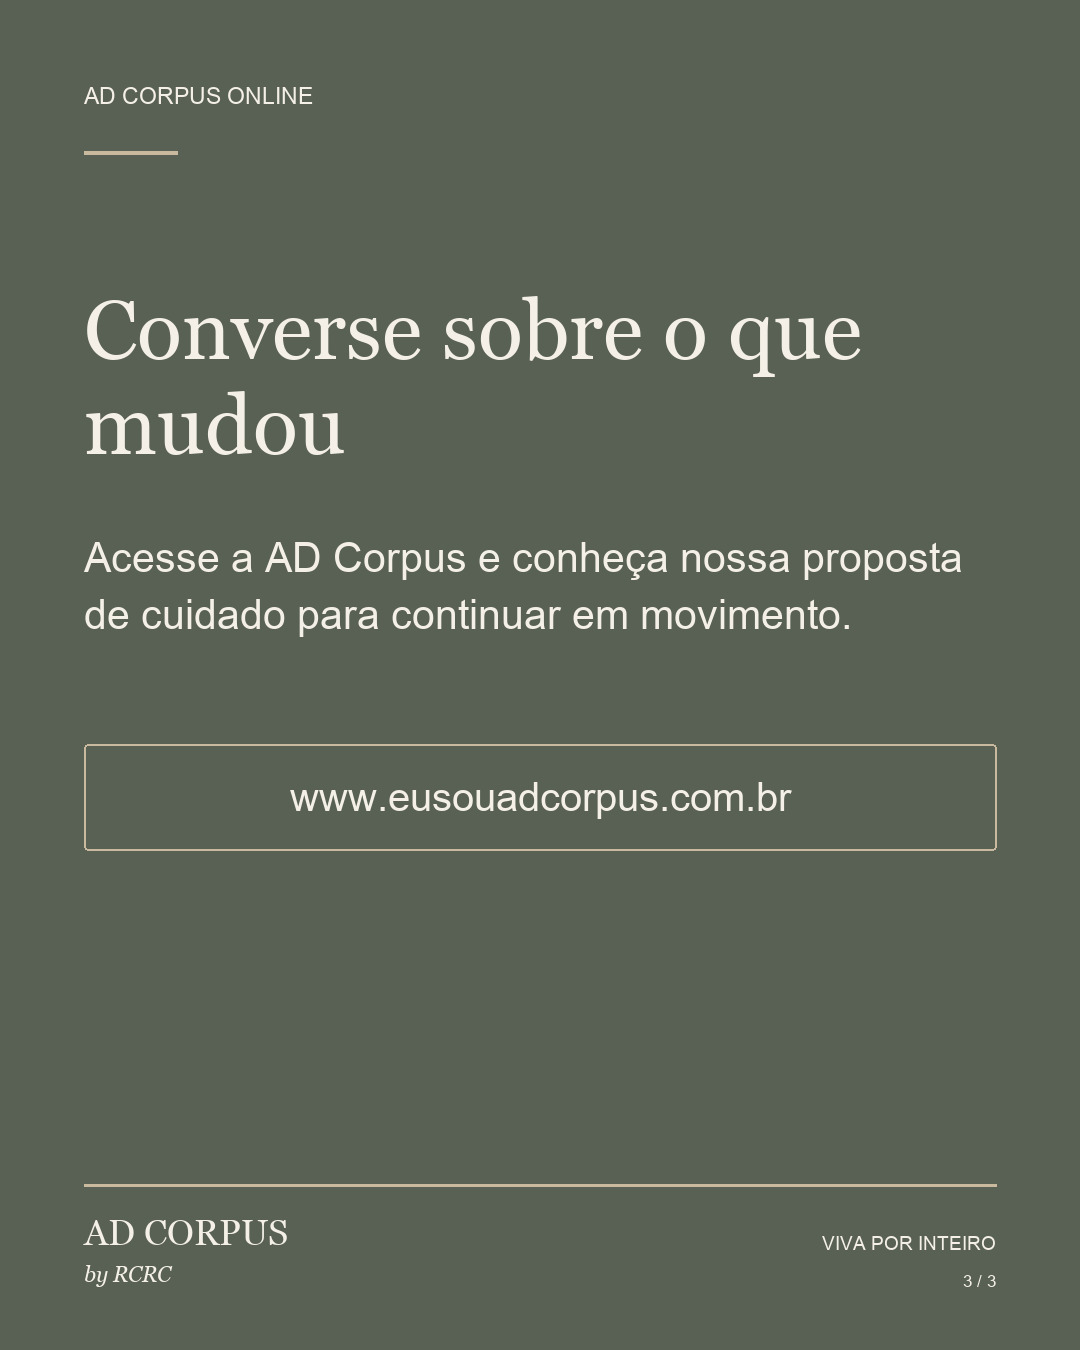 AD CORPUS ONLINE
Converse sobre o que
mudou
Acesse a AD Corpus e conheça nossa proposta
de cuidado para continuar em movimento.
www.eusouadcorpus.com.br
AD CORPUS
by RCRC
VIVA POR INTEIRO
3 / 3